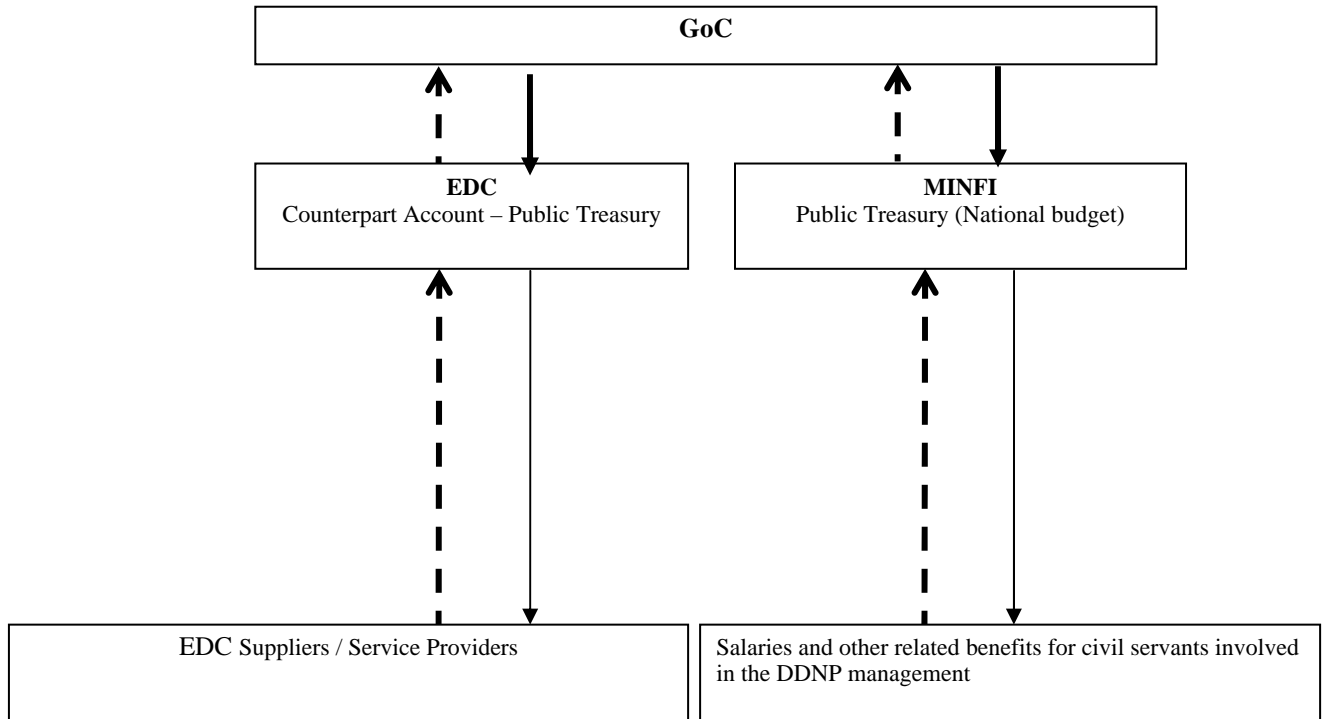 GoC
EDC
Counterpart Account – Public Treasury
MINFI
Public Treasury (National budget)
EDC Suppliers / Service Providers
Salaries and other related benefits for civil servants involved
in the DDNP management